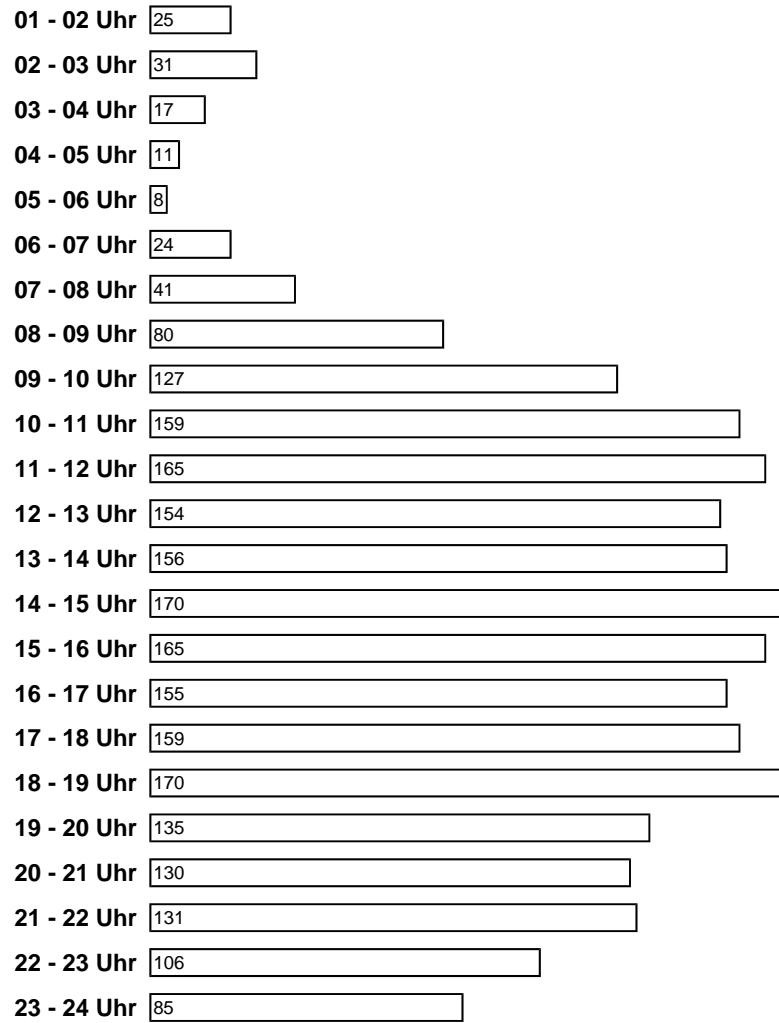 01 - 02 Uhr 25
02 - 03 Uhr 31
03 - 04 Uhr 17
04 - 05 Uhr 11
05 - 06 Uhr 8
06 - 07 Uhr 24
07 - 08 Uhr 41
08 - 09 Uhr 80
09 - 10 Uhr 127
10 - 11 Uhr 159
11 - 12 Uhr 165
12 - 13 Uhr 154
13 - 14 Uhr 156
14 - 15 Uhr 170
15 - 16 Uhr 165
16 - 17 Uhr 155
17 - 18 Uhr 159
18 - 19 Uhr 170
19 - 20 Uhr 135
20 - 21 Uhr 130
21 - 22 Uhr 131
22 - 23 Uhr 106
23 - 24 Uhr 85